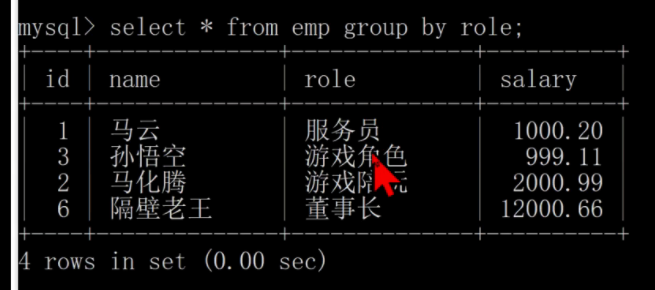 mysql> select * from emp group by role;
id name role salary
1 马云 服务员 1000.20
3 孙悟空 游戏角色 999.11
2 马化腾 游戏陪玩 2000.99
6 隔壁老王 董事长 12000.66
4 rows in set (0.00 sec)